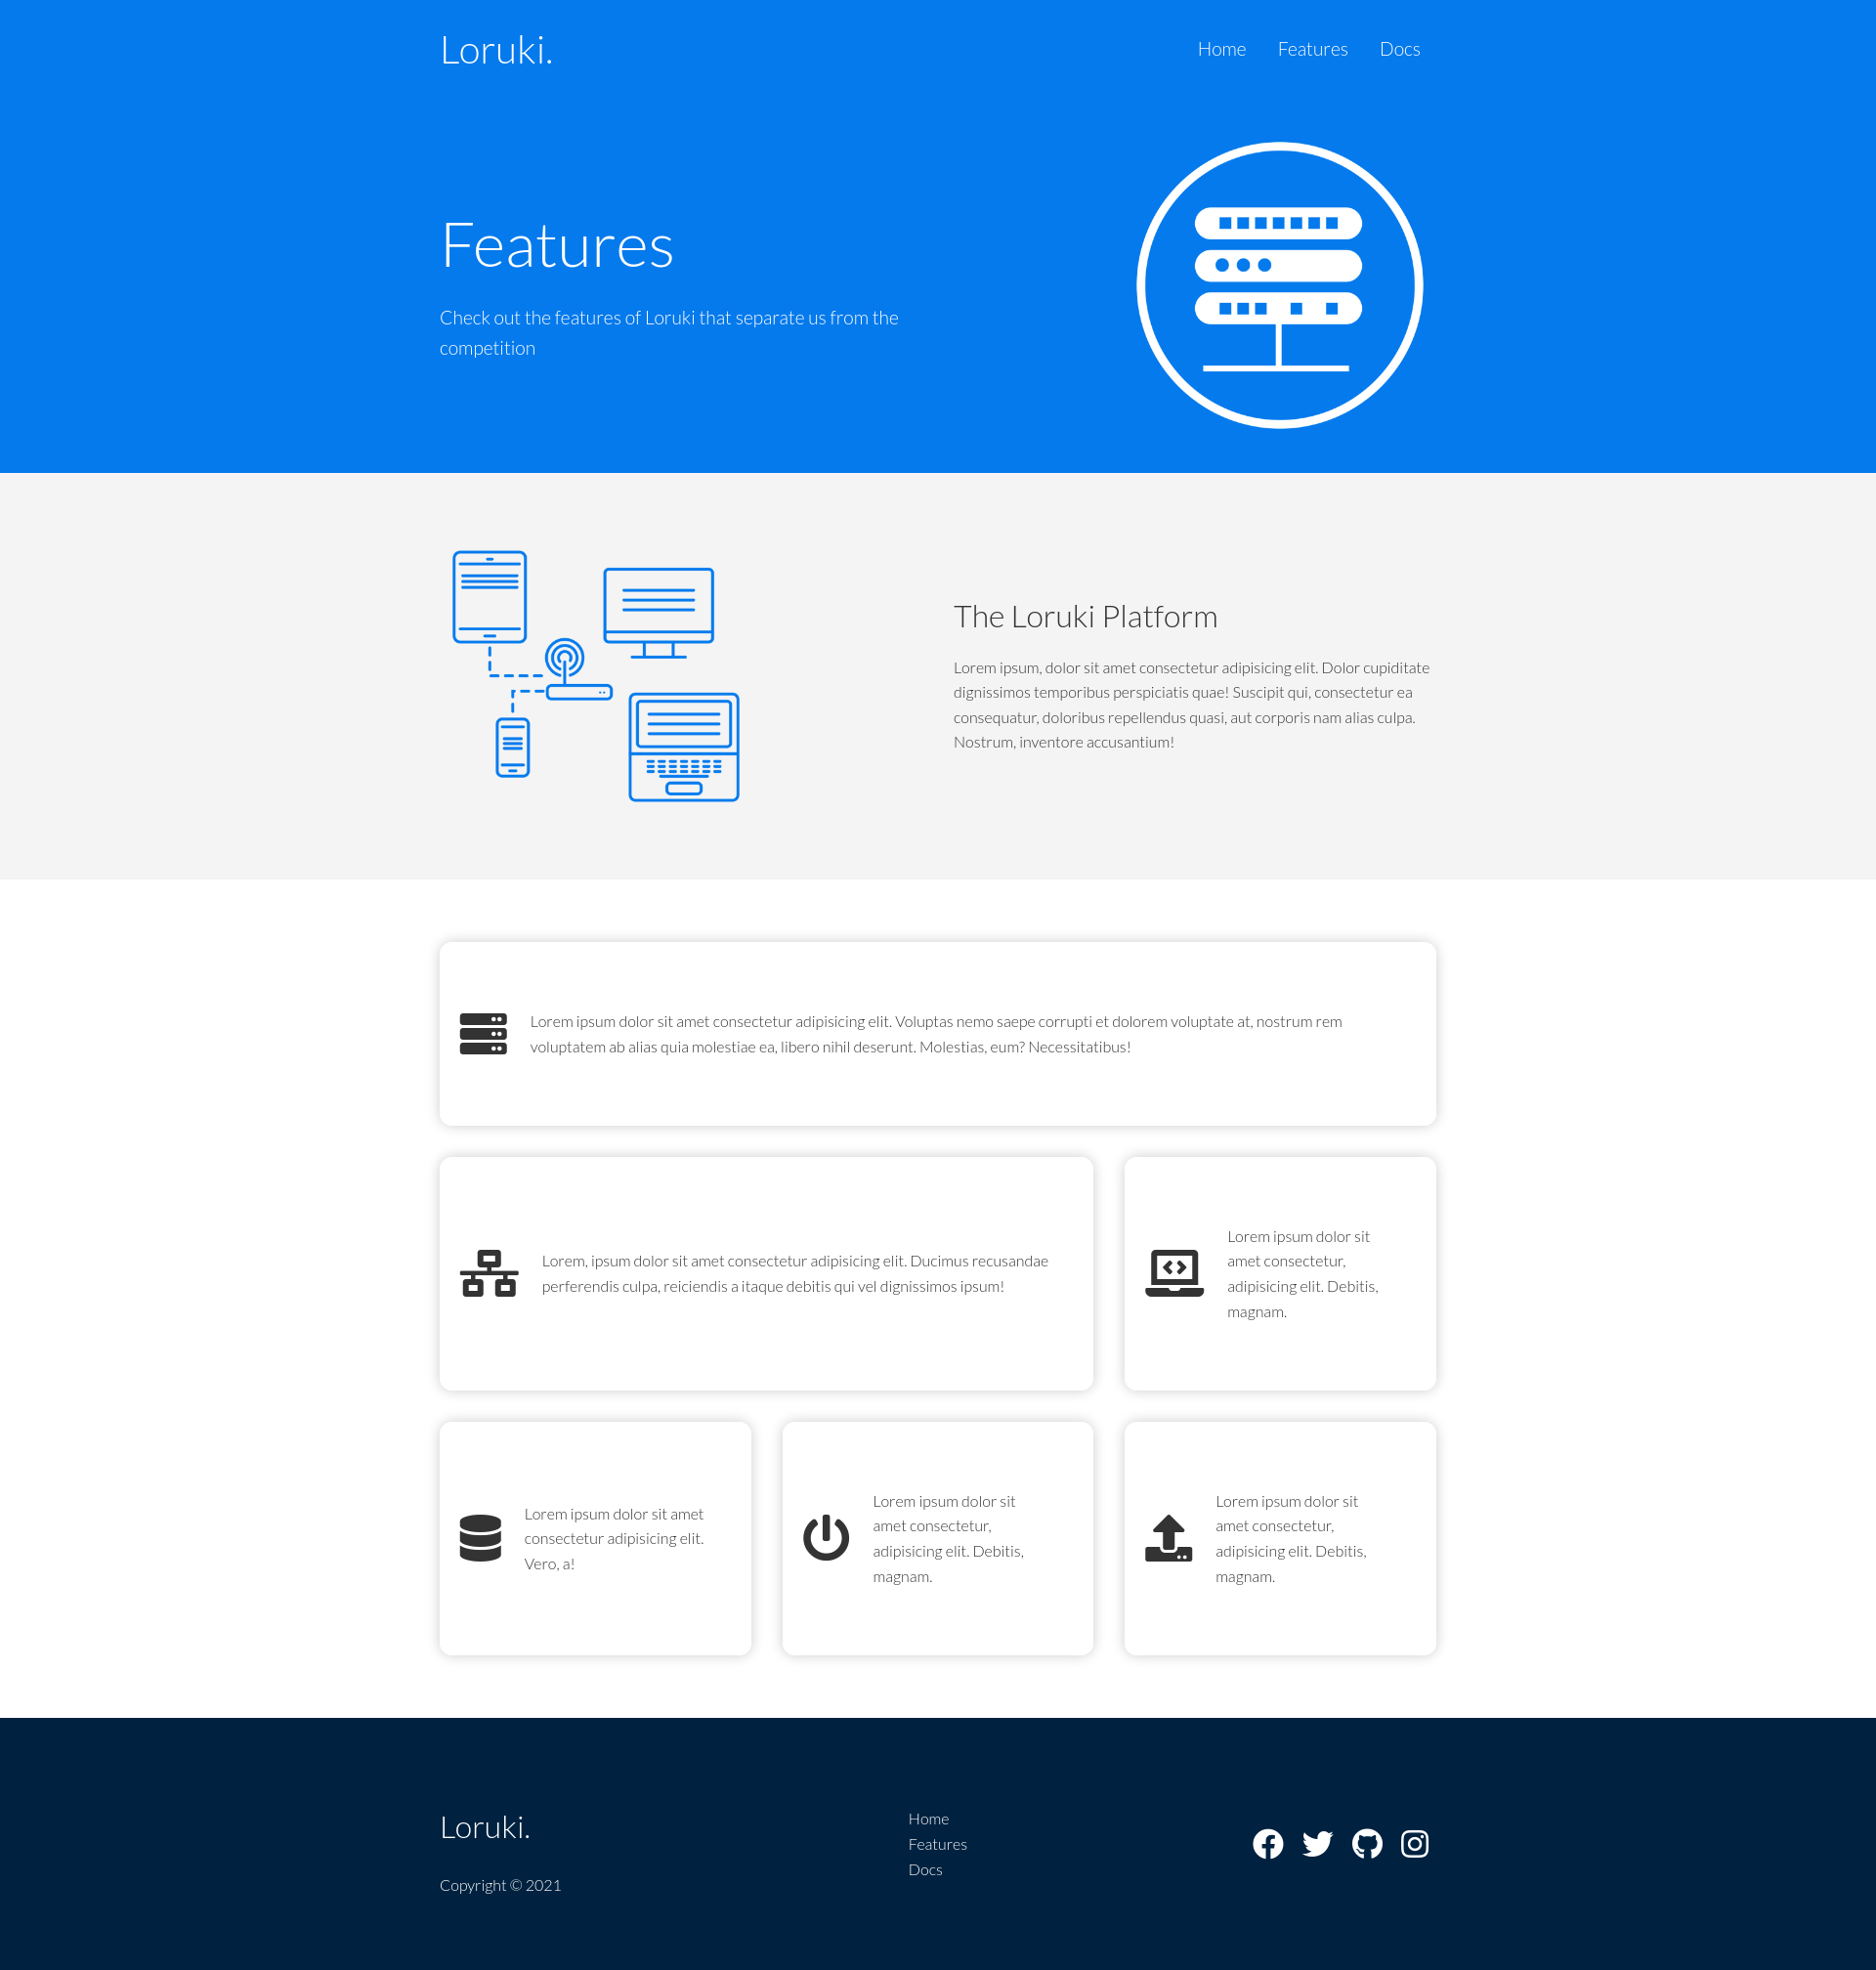 Loruki.
Home Features Docs
Features
Check out the features of Loruki that separate us from the
competition
The Loruki Platform
Lorem ipsum, dolor sit amet consectetur adipisicing elit. Dolor cupiditate
dignissimos temporibus perspiciatis quae! Suscipit qui, consectetur ea
consequatur, doloribus repellendus quasi, aut corporis nam alias culpa.
Nostrum, inventore accusantium!
Lorem ipsum dolor sit amet consectetur adipisicing elit. Voluptas nemo saepe corrupti et dolorem voluptate at, nostrum rem
voluptatem ab alias quia molestiae ea, libero nihil deserunt. Molestias, eum? Necessitatibus!
Lorem, ipsum dolor sit amet consectetur adipisicing elit. Ducimus recusandae
perferendis culpa, reiciendis a itaque debitis qui vel dignissimos ipsum!
Lorem ipsum dolor sit
amet consectetur,
adipisicing elit. Debitis,
magnam.
Lorem ipsum dolor sit amet
consectetur adipisicing elit.
Vero, a!
Lorem ipsum dolor sit
amet consectetur,
adipisicing elit. Debitis,
magnam.
Lorem ipsum dolor sit
amet consectetur,
adipisicing elit. Debitis,
magnam.
Loruki.
Copyright © 2021
Home
Features
Docs